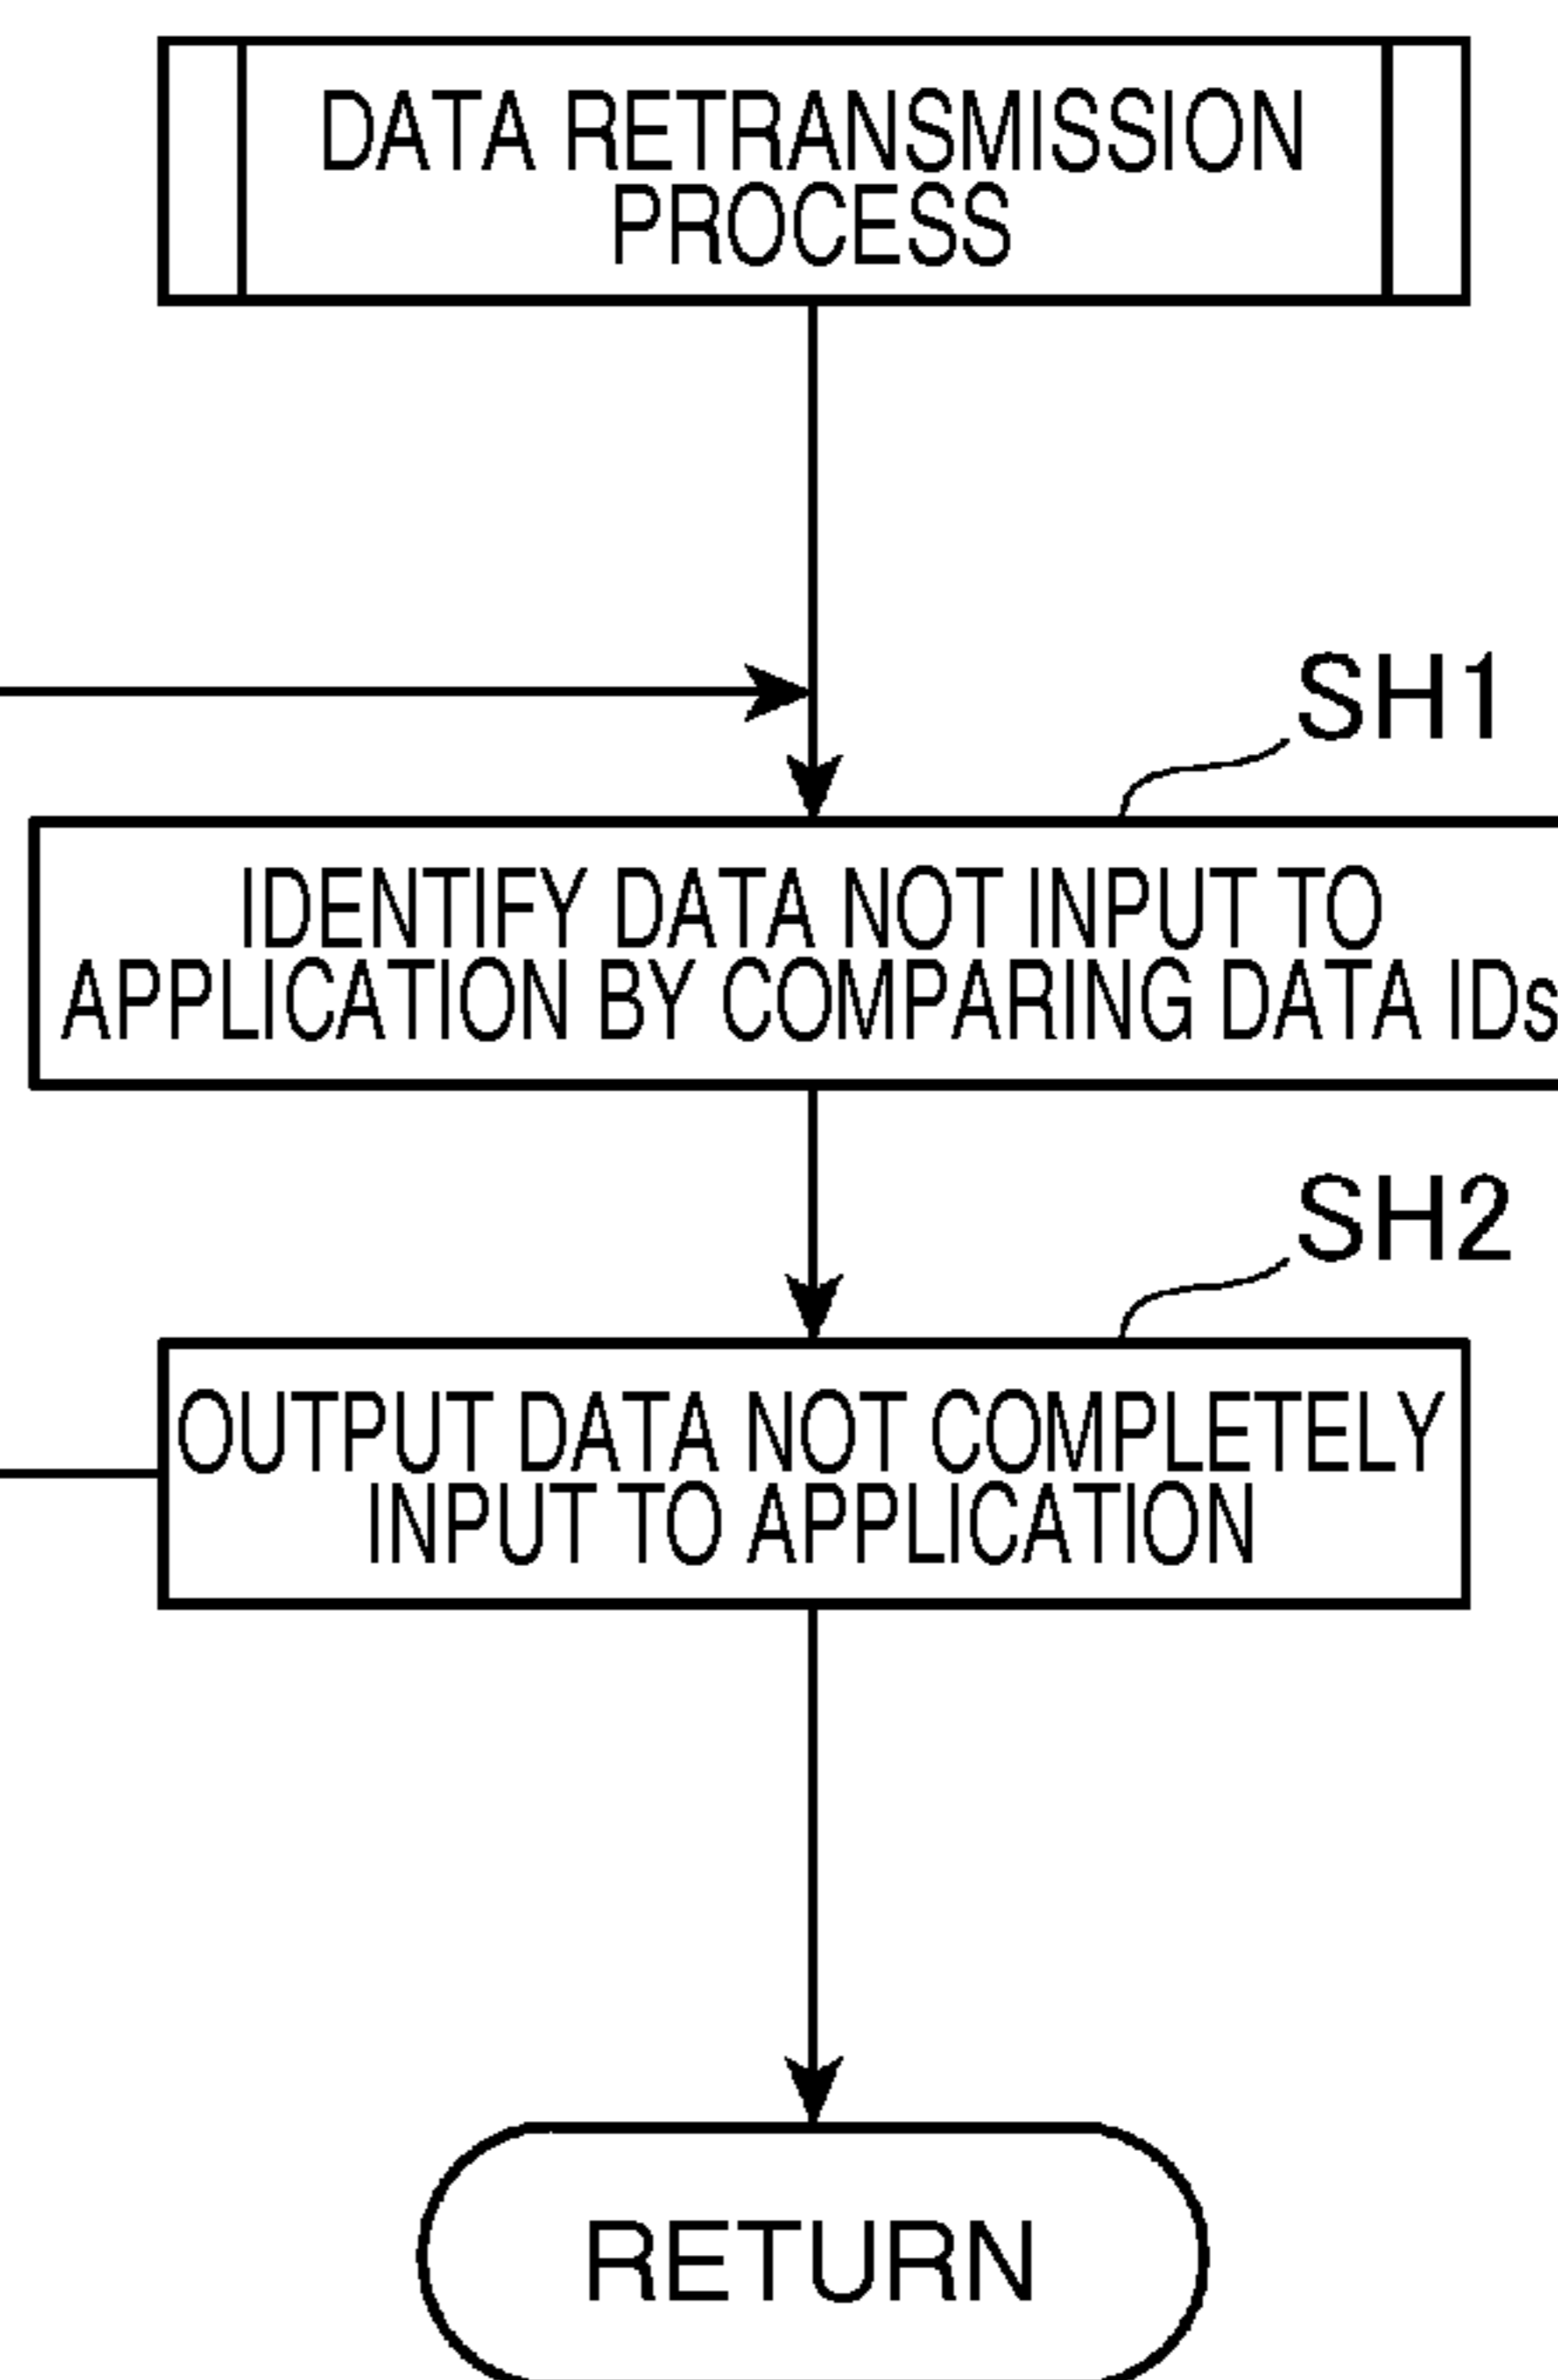 DATA RETRANSMISSION
PROCESS
SH1
IDENTIFY DATA NOT INPUT TO
APPLICATION BY COMPARING DATA IDs
SH2
OUTPUT DATA NOT COMPLETELY
INPUT TO APPLICATION
RETURN